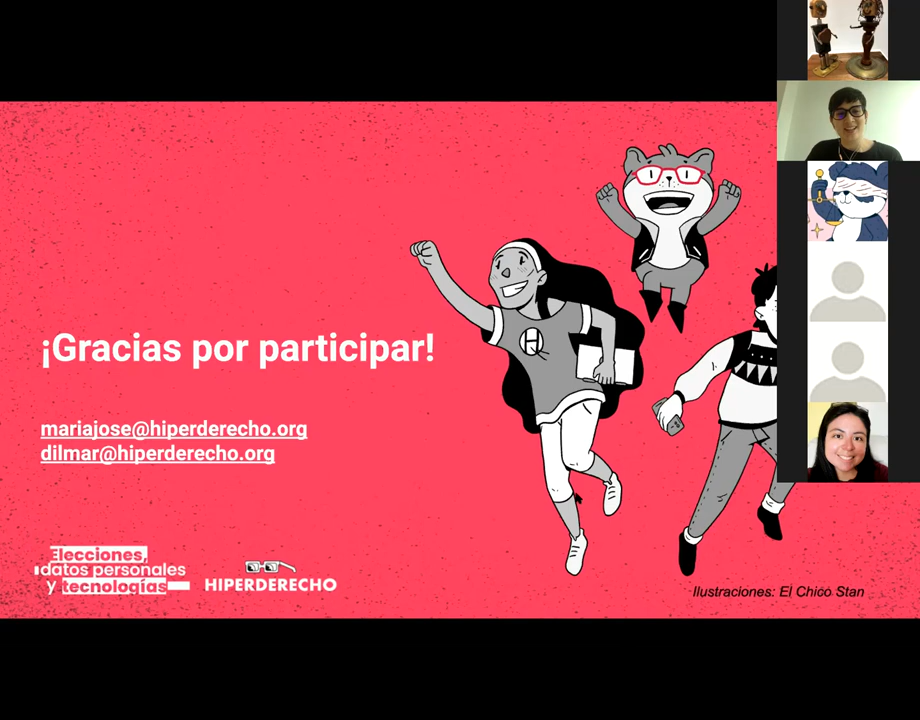 ¡Gracias por participar!
mariajose@hiperderecho.org
dilmar@hiperderecho.org
Elecciones,
datos personales
y tecnologías
HIPERDERECHO
Ilustraciones: El Chico Stan
H